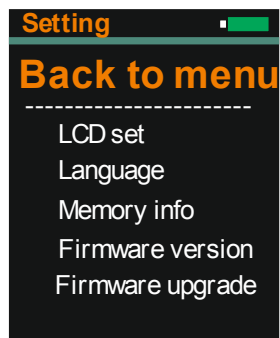 Setting
Back to menu
-----------------------
LCD set
Language
Memory info
Firmware version
Firmware upgrade